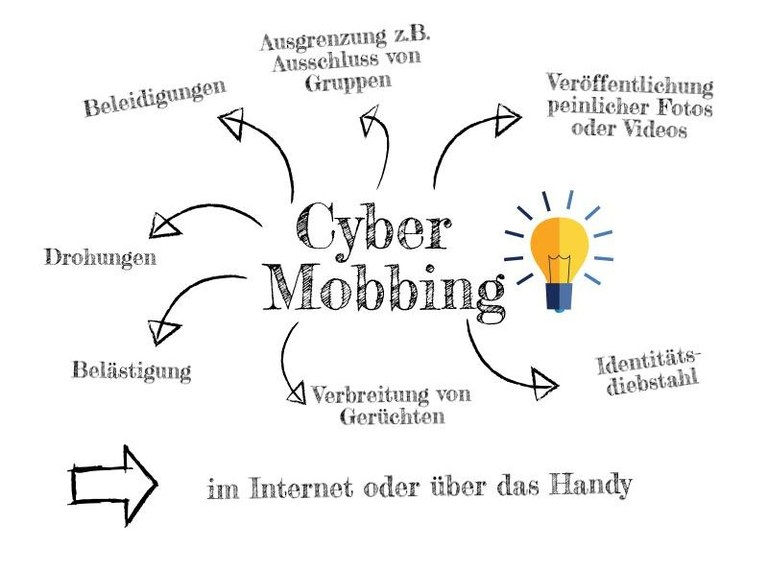 Ausgrenzung z.B.
Ausschluss von
Gruppen
Beleidigungen
Veröffentlichung
peinlicher Fotos
oder Videos
Cyber
Mobbing
Drohungen
Belästigung
Verbreitung von
Gerüchten
Identitäts-
diebstahl
im Internet oder über das Handy